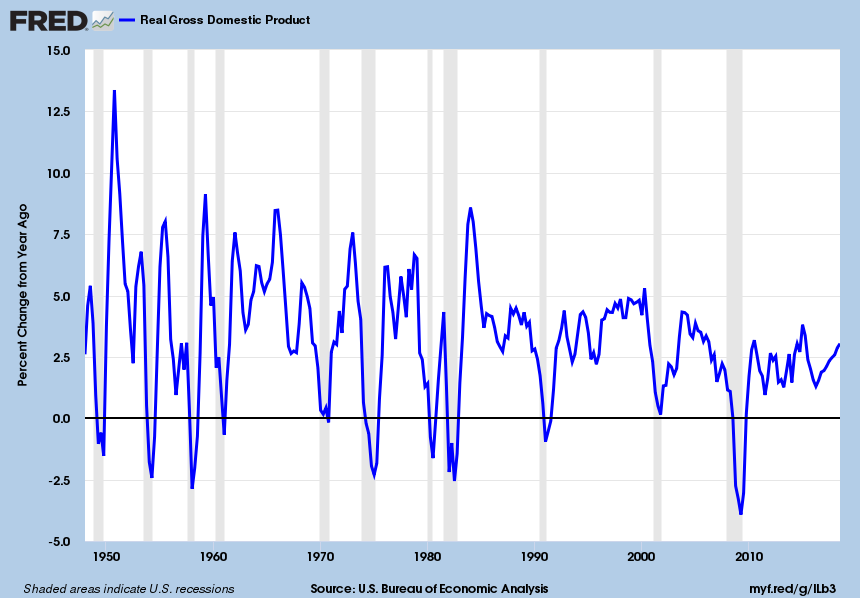 FRED
Real Gross Domestic Product
Percent Change from Year Ago
15.0
12.5
10.0
7.5
5.0
2.5
0.0
-2.5
-5.0
1950 1960 1970 1980 1990 2000 2010
Shaded areas indicate U.S. recessions Source: U.S. Bureau of Economic Analysis myf.red/g/lLb3